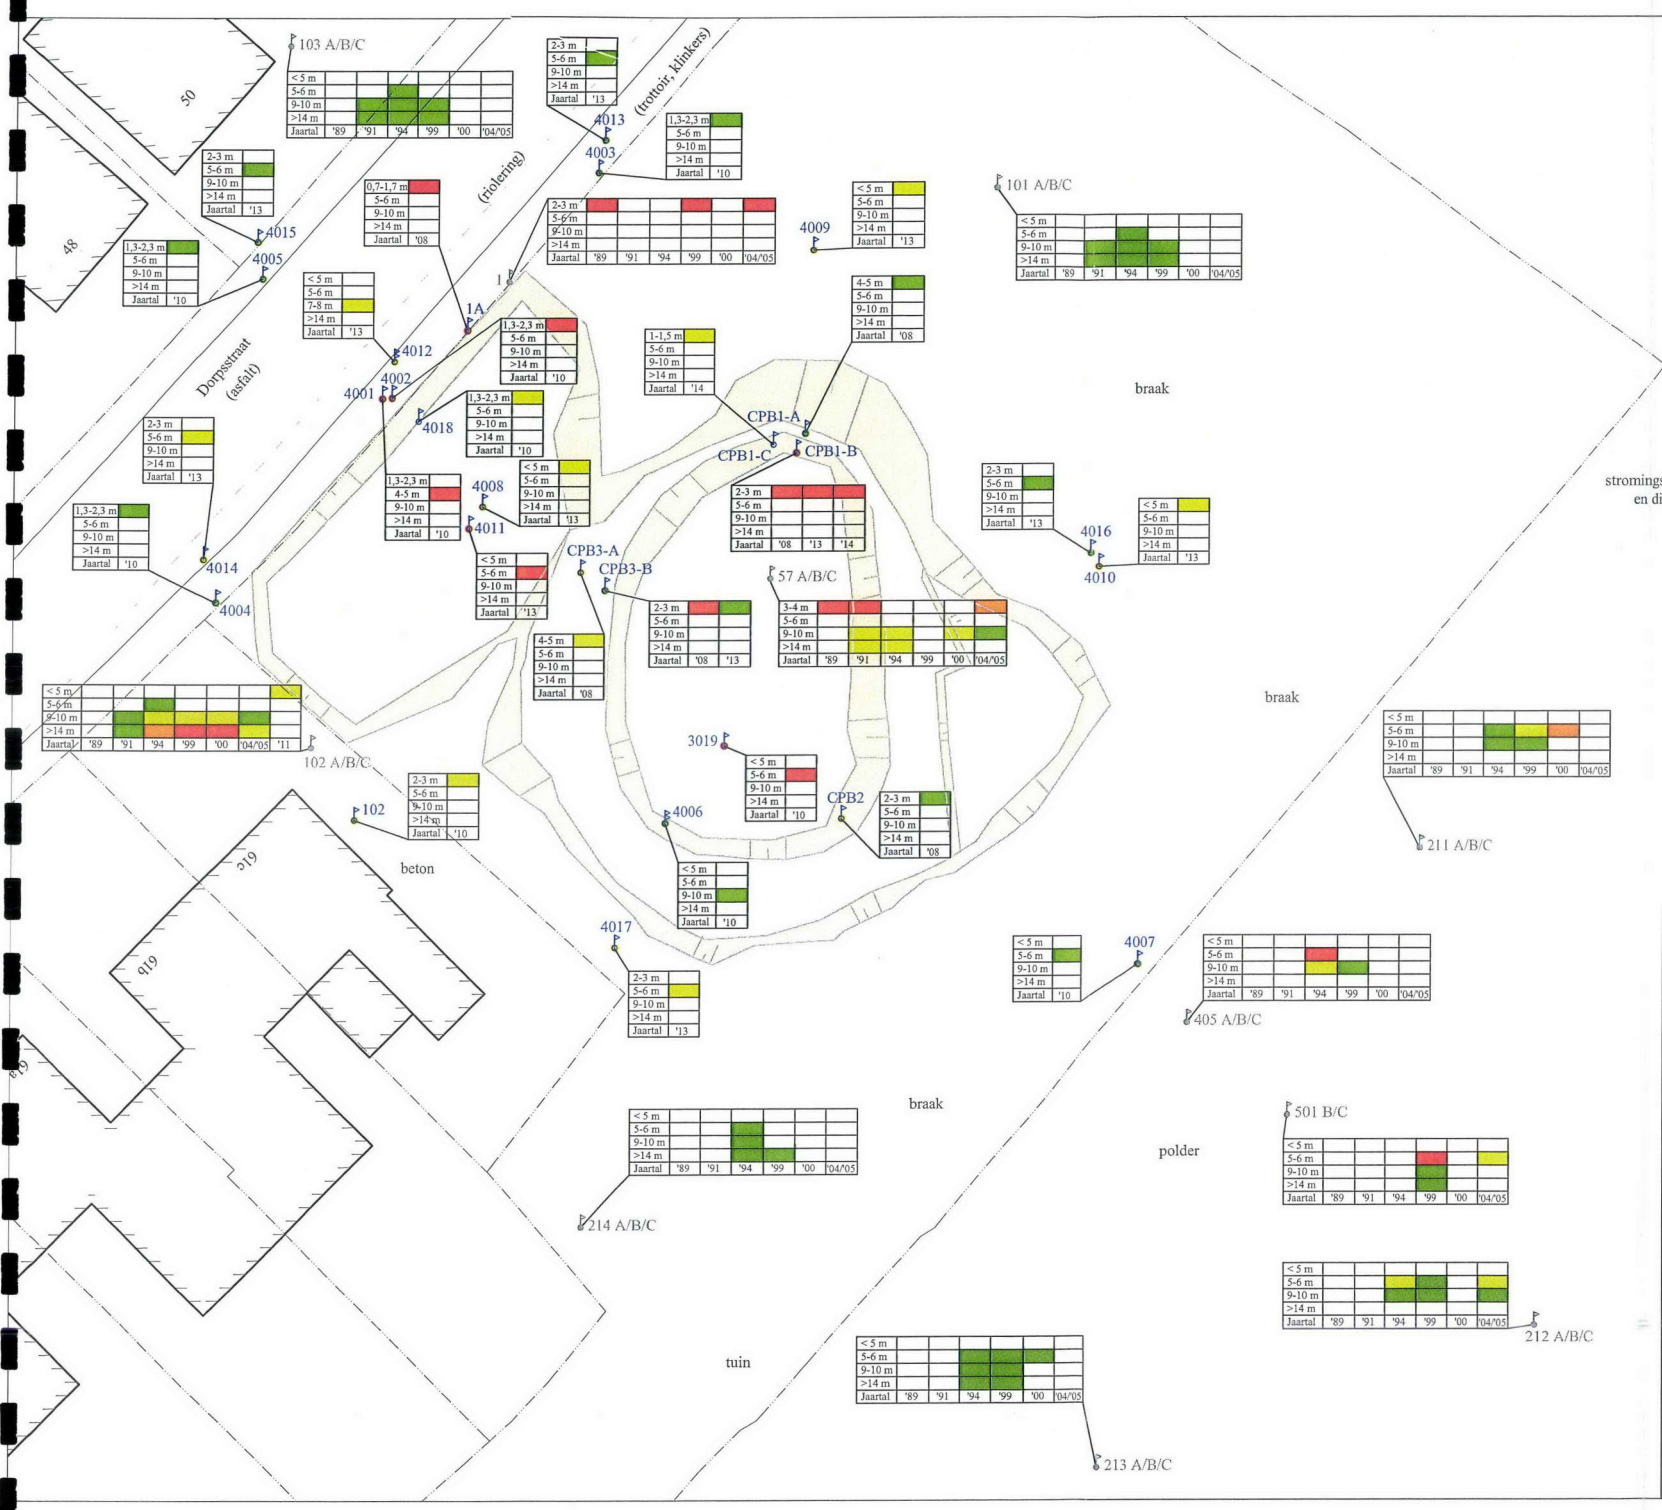 103 A/B/C
< 5 m
5-6 m
9-10 m
>14 m
Jaartal '89 '91 '94 '99 '00 '04/'05
50
48
2-3 m
5-6 m
9-10 m
>14 m
Jaartal '13
4013
(trottoir, klinkers)
4003
1,3-2,3 m
5-6 m
9-10 m
>14 m
Jaartal '10
2-3 m
5-6 m
9-10 m
>14 m
Jaartal '13
4015
1,3-2,3 m
5-6 m
9-10 m
>14 m
Jaartal '10
4005
(riolering)
0,7-1,7 m
5-6 m
9-10 m
>14 m
Jaartal '08
1A
2-3 m
5-6 m
9-10 m
>14 m
Jaartal '89 '91 '94 '99 '00 '04/'05
1
4009
< 5 m
5-6 m
9-10 m
>14 m
Jaartal '13
101 A/B/C
< 5 m
5-6 m
9-10 m
>14 m
Jaartal '89 '91 '94 '99 '00 '04/'05
< 5 m
5-6 m
7-8 m
>14 m
Jaartal '13
4012
4002
4001
1,3-2,3 m
5-6 m
9-10 m
>14 m
Jaartal '10
4-5 m
5-6 m
9-10 m
>14 m
Jaartal '08
1-1,5 m
5-6 m
9-10 m
>14 m
Jaartal '14
CPB1-A
CPB1-C
CPB1-B
Dorpsstraat
(asfalt)
braak
4018
1,3-2,3 m
5-6 m
9-10 m
>14 m
Jaartal '10
2-3 m
5-6 m
9-10 m
>14 m
Jaartal '13
4014
1,3-2,3 m
5-6 m
9-10 m
>14 m
Jaartal '10
4004
1,3-2,3 m
4-5 m
9-10 m
>14 m
Jaartal '10
4008
< 5 m
5-6 m
9-10 m
>14 m
Jaartal '13
4011
< 5 m
5-6 m
9-10 m
>14 m
Jaartal '13
2-3 m
5-6 m
9-10 m
>14 m
Jaartal '08 '13 '14
2-3 m
5-6 m
9-10 m
>14 m
Jaartal '13
4016
< 5 m
5-6 m
9-10 m
>14 m
Jaartal '13
4010
stromings
en di
CPB3-A
CPB3-B
4-5 m
5-6 m
9-10 m
>14 m
Jaartal '08
2-3 m
5-6 m
9-10 m
>14 m
Jaartal '08 '13
57 A/B/C
3-4 m
5-6 m
9-10 m
>14 m
Jaartal '89 '91 '94 '99 '00 '04/'05
< 5 m
5-6 m
9-10 m
>14 m
Jaartal '89 '91 '94 '99 '00 '04/'05 '11
102 A/B/C
braak
3019
< 5 m
5-6 m
9-10 m
>14 m
Jaartal '10
< 5 m
5-6 m
9-10 m
>14 m
Jaartal '89 '91 '94 '99 '00 '04/'05
211 A/B/C
102
2-3 m
5-6 m
9-10 m
>14 m
Jaartal '10
4006
< 5 m
5-6 m
9-10 m
>14 m
Jaartal '10
CPB2
2-3 m
5-6 m
9-10 m
>14 m
Jaartal '08
beton
61c
61b
61a
4017
2-3 m
5-6 m
9-10 m
>14 m
Jaartal '13
< 5 m
5-6 m
9-10 m
>14 m
Jaartal '10
4007
< 5 m
5-6 m
9-10 m
>14 m
Jaartal '89 '91 '94 '99 '00 '04/'05
405 A/B/C
braak
< 5 m
5-6 m
9-10 m
>14 m
Jaartal '89 '91 '94 '99 '00 '04/'05
214 A/B/C
polder
501 B/C
< 5 m
5-6 m
9-10 m
>14 m
Jaartal '89 '91 '94 '99 '00 '04/'05
< 5 m
5-6 m
9-10 m
>14 m
Jaartal '89 '91 '94 '99 '00 '04/'05
212 A/B/C
tuin
< 5 m
5-6 m
9-10 m
>14 m
Jaartal '89 '91 '94 '99 '00 '04/'05
213 A/B/C